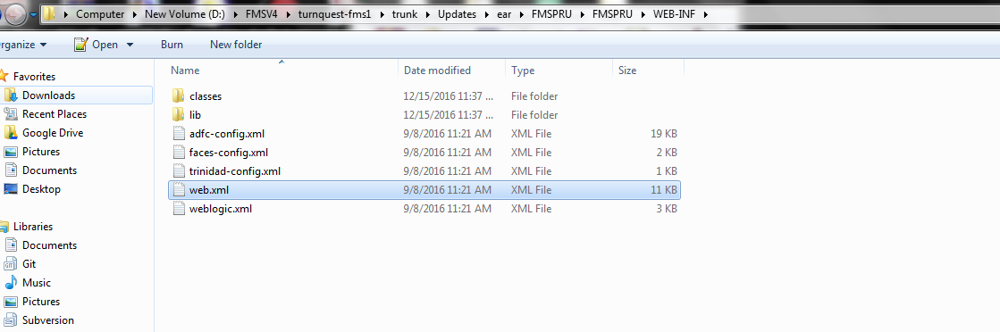 Computer New Volume (D:) FMSV4 turnquest-fms1 trunk Updates ear FMSPRU FMSPRU WEB-INF
rganize Open Burn New folder
Favorites
Downloads
Recent Places
Google Drive
Pictures
Documents
Desktop
Libraries
Documents
Git
Music
Pictures
Subversion
Name Date modified Type Size
classes 12/15/2016 11:37 ... File folder
lib 12/15/2016 11:37 ... File folder
adfc-config.xml 9/8/2016 11:21 AM XML File 19 KB
faces-config.xml 9/8/2016 11:21 AM XML File 2 KB
trinidad-config.xml 9/8/2016 11:21 AM XML File 1 KB
web.xml 9/8/2016 11:21 AM XML File 11 KB
weblogic.xml 9/8/2016 11:21 AM XML File 3 KB